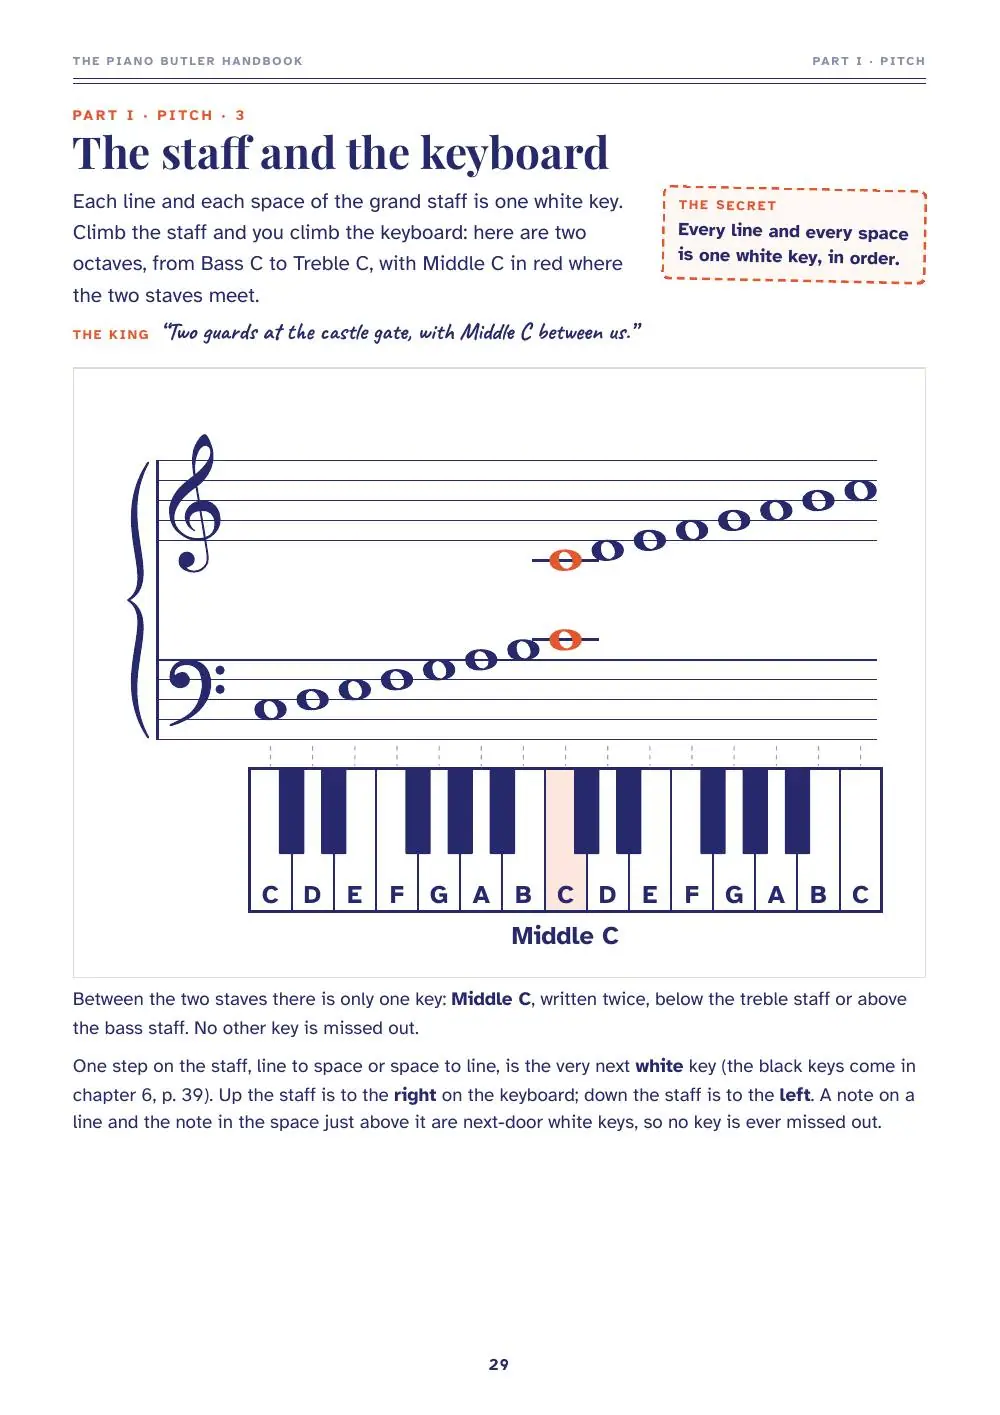 THE PIANO BUTLER HANDBOOK
PART I · PITCH
PART I · PITCH · 3
The staff and the keyboard
Each line and each space of the grand staff is one white key.
Climb the staff and you climb the keyboard: here are two
octaves, from Bass C to Treble C, with Middle C in red where
the two staves meet.
THE SECRET
Every line and every space
is one white key, in order.
THE KING “Two guards at the castle gate, with Middle C between us.”
C D E F G A B C D E F G A B C
Middle C
Between the two staves there is only one key: Middle C, written twice, below the treble staff or above
the bass staff. No other key is missed out.
One step on the staff, line to space or space to line, is the very next white key (the black keys come in
chapter 6, p. 39). Up the staff is to the right on the keyboard; down the staff is to the left. A note on a
line and the note in the space just above it are next-door white keys, so no key is ever missed out.
29